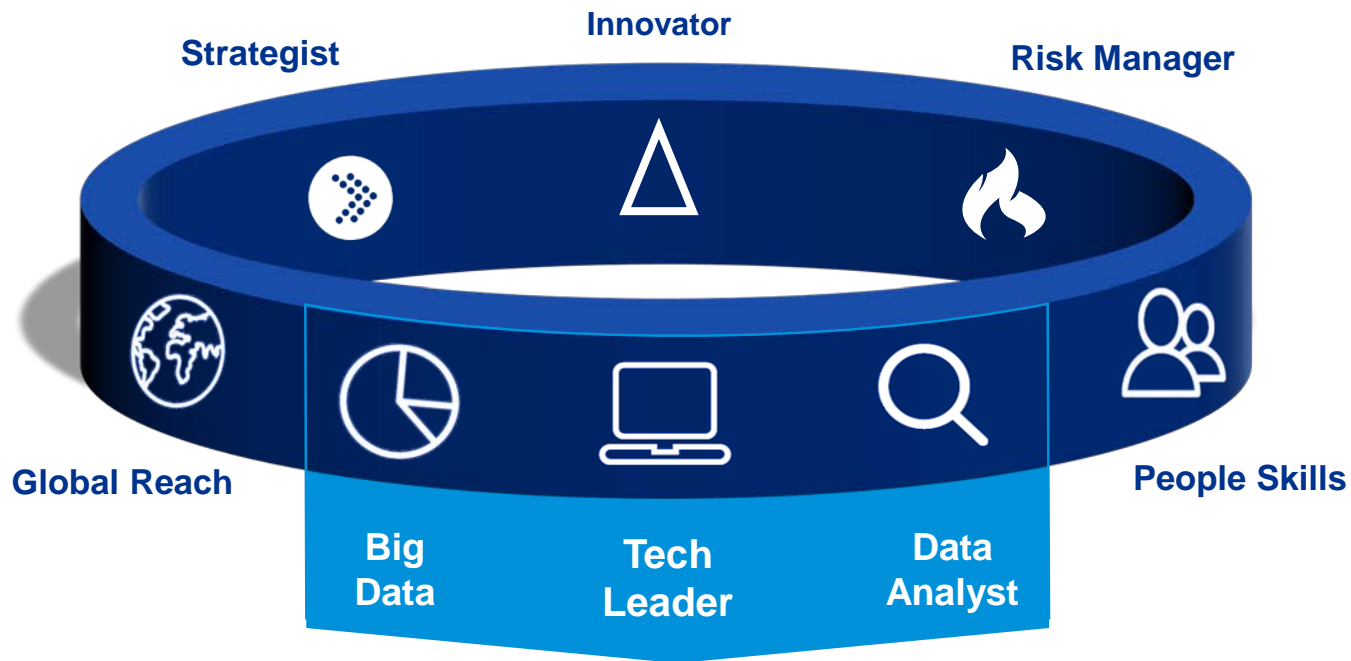 Innovator
Strategist
Risk Manager
Global Reach
People Skills
Big
Data
Tech
Leader
Data
Analyst